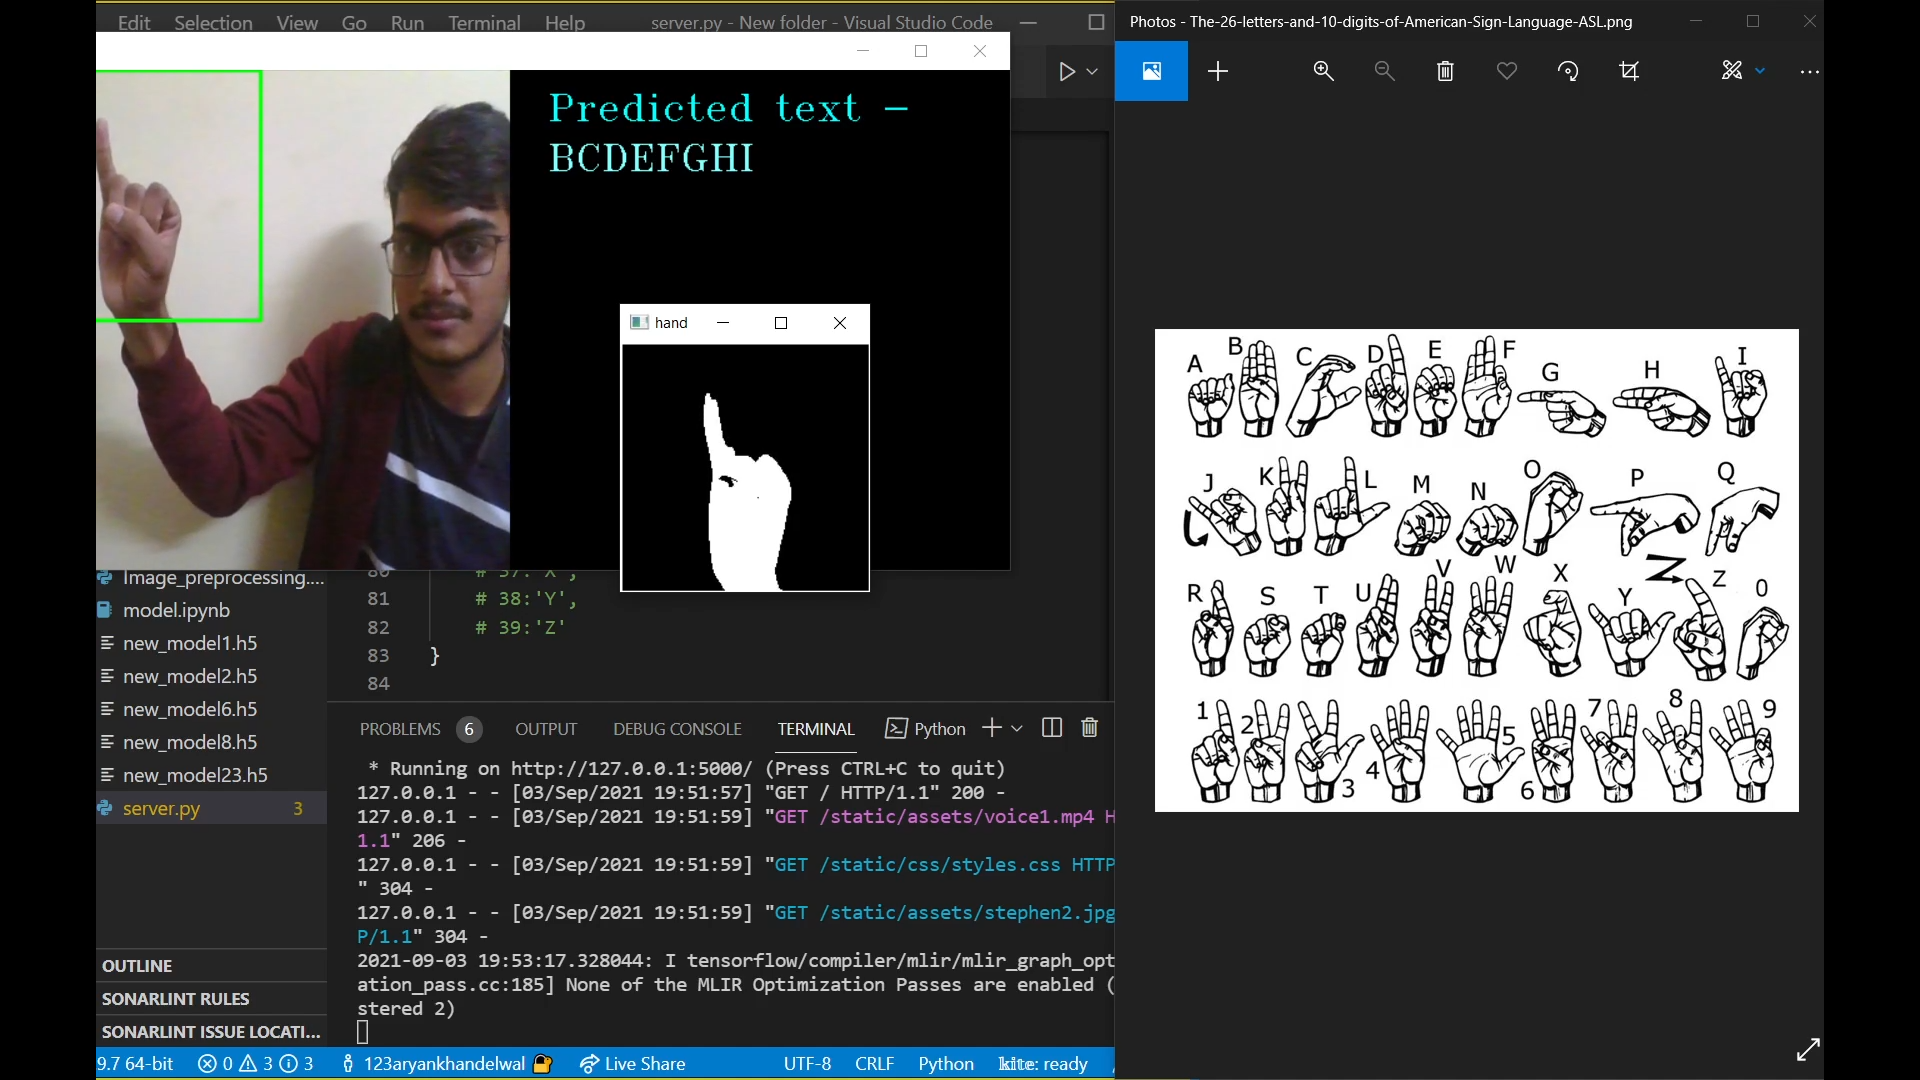 Edit Selection View Go Run Terminal Help server.py - New folder - Visual Studio Code
Predicted text -
BCDEFGHI
hand
model.ipynb
new_model1.h5
new_model2.h5
new_model6.h5
new_model8.h5
new_model23.h5
server.py 3
OUTLINE
SONARLINT RULES
SONARLINT ISSUE LOCATI...
81 # 38:'Y',
82 # 39:'Z'
83 }
84
PROBLEMS 6 OUTPUT DEBUG CONSOLE TERMINAL Python
* Running on http://127.0.0.1:5000/ (Press CTRL+C to quit)
127.0.0.1 - - [03/Sep/2021 19:51:57] "GET / HTTP/1.1" 200 -
127.0.0.1 - - [03/Sep/2021 19:51:59] "GET /static/assets/voice1.mp4 H
1.1" 206 -
127.0.0.1 - - [03/Sep/2021 19:51:59] "GET /static/css/styles.css HTTP
" 304 -
127.0.0.1 - - [03/Sep/2021 19:51:59] "GET /static/assets/stephen2.jpg
P/1.1" 304 -
2021-09-03 19:53:17.328044: I tensorflow/compiler/mlir/mlir_graph_opt
ation_pass.cc:185] None of the MLIR Optimization Passes are enabled (
stered 2)
9.7 64-bit 0 3 3 123aryankhandelwal Live Share UTF-8 CRLF Python kite: ready
Photos - The-26-letters-and-10-digits-of-American-Sign-Language-ASL.png
A B C D E F G H I
J K L M N O P Q
R S T U V W X Y Z 0
1 2 3 4 5 6 7 8 9